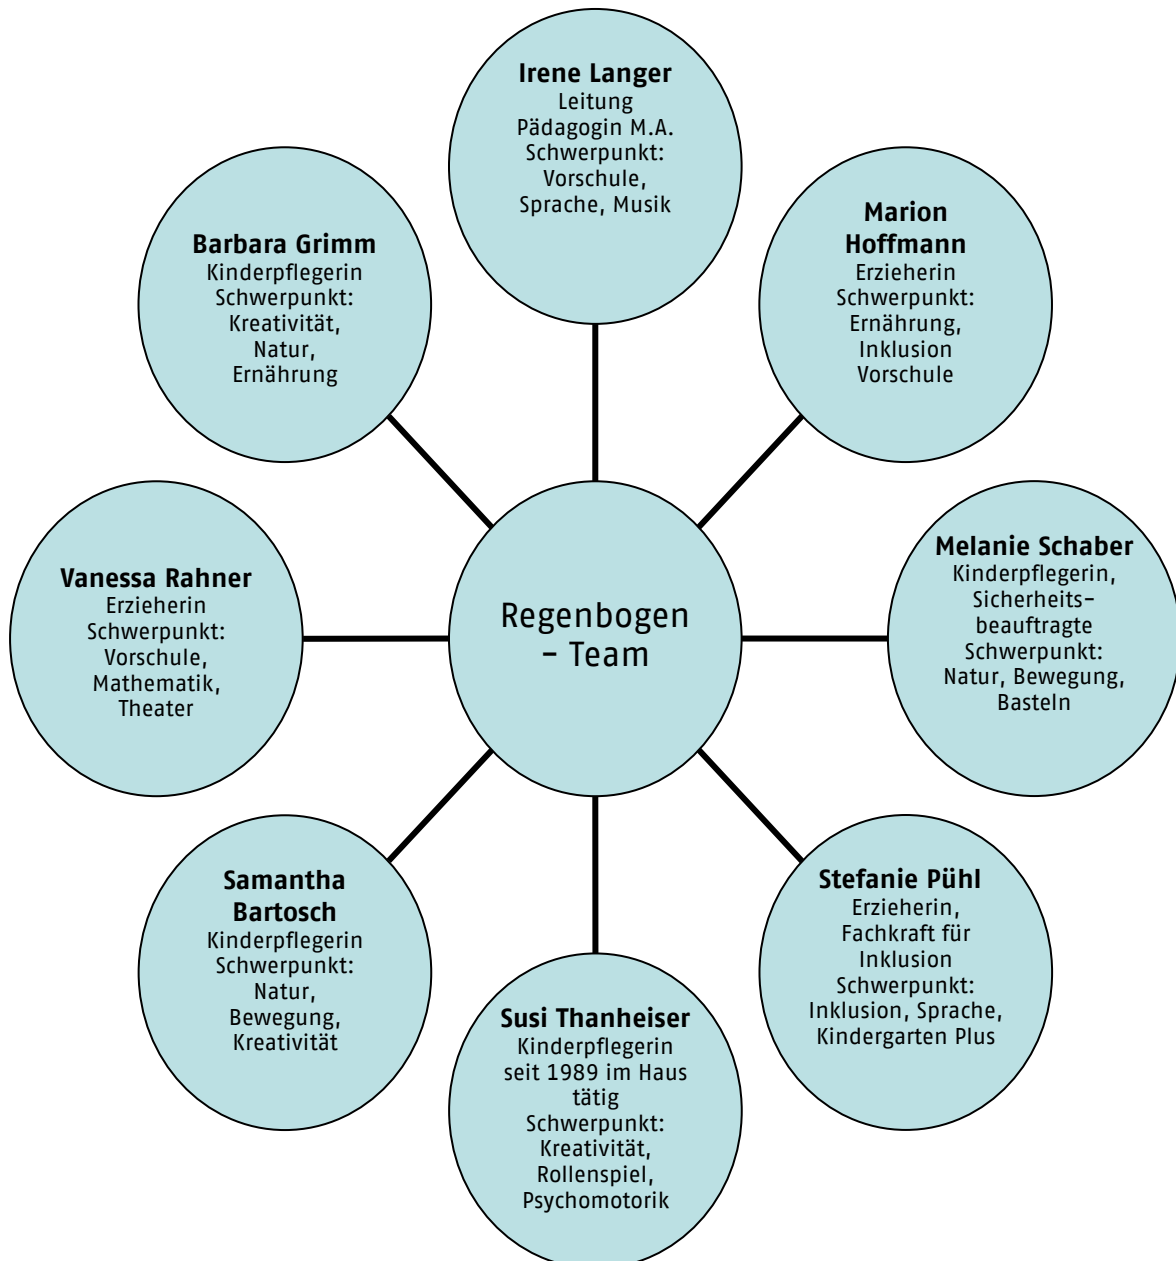 Irene Langer
Leitung
Pädagogin M.A.
Schwerpunkt:
Vorschule,
Sprache, Musik
Marion
Hoffmann
Erzieherin
Schwerpunkt:
Ernährung,
Inklusion
Vorschule
Barbara Grimm
Kinderpflegerin
Schwerpunkt:
Kreativität,
Natur,
Ernährung
Melanie Schaber
Kinderpflegerin,
Sicherheits-
beauftragte
Schwerpunkt:
Natur, Bewegung,
Basteln
Vanessa Rahner
Erzieherin
Schwerpunkt:
Vorschule,
Mathematik,
Theater
Regenbogen
- Team
Stefanie Pühl
Erzieherin,
Fachkraft für
Inklusion
Schwerpunkt:
Inklusion, Sprache,
Kindergarten Plus
Samantha
Bartosch
Kinderpflegerin
Schwerpunkt:
Natur,
Bewegung,
Kreativität
Susi Thanheiser
Kinderpflegerin
seit 1989 im Haus
tätig
Schwerpunkt:
Kreativität,
Rollenspiel,
Psychomotorik